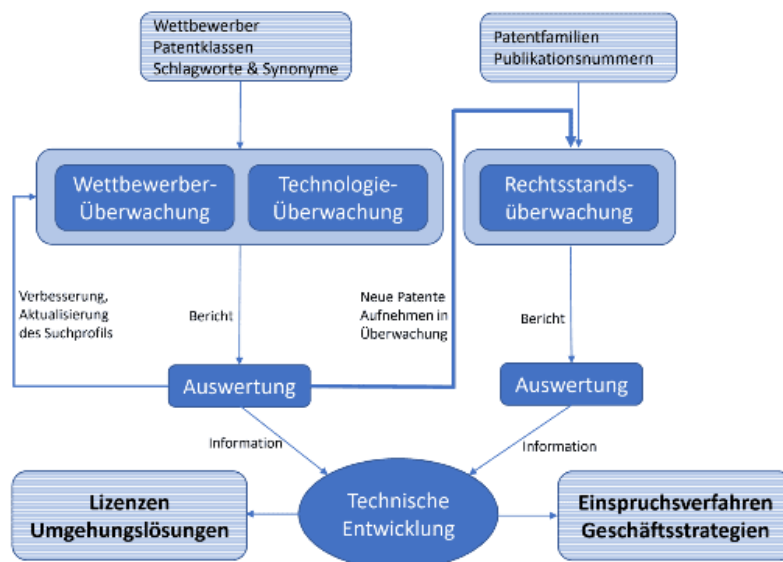 Wettbewerber
Patentklassen
Schlagworte & Synonyme
Patentfamilien
Publikationsnummern
Wettbewerber-
Überwachung
Technologie-
Überwachung
Rechtsstands-
überwachung
Verbesserung,
Aktualisierung
des Suchprofils
Bericht
Neue Patente
Aufnehmen in
Überwachung
Bericht
Auswertung
Auswertung
Information
Information
Lizenzen
Umgehungslösungen
Technische
Entwicklung
Einspruchsverfahren
Geschäftsstrategien